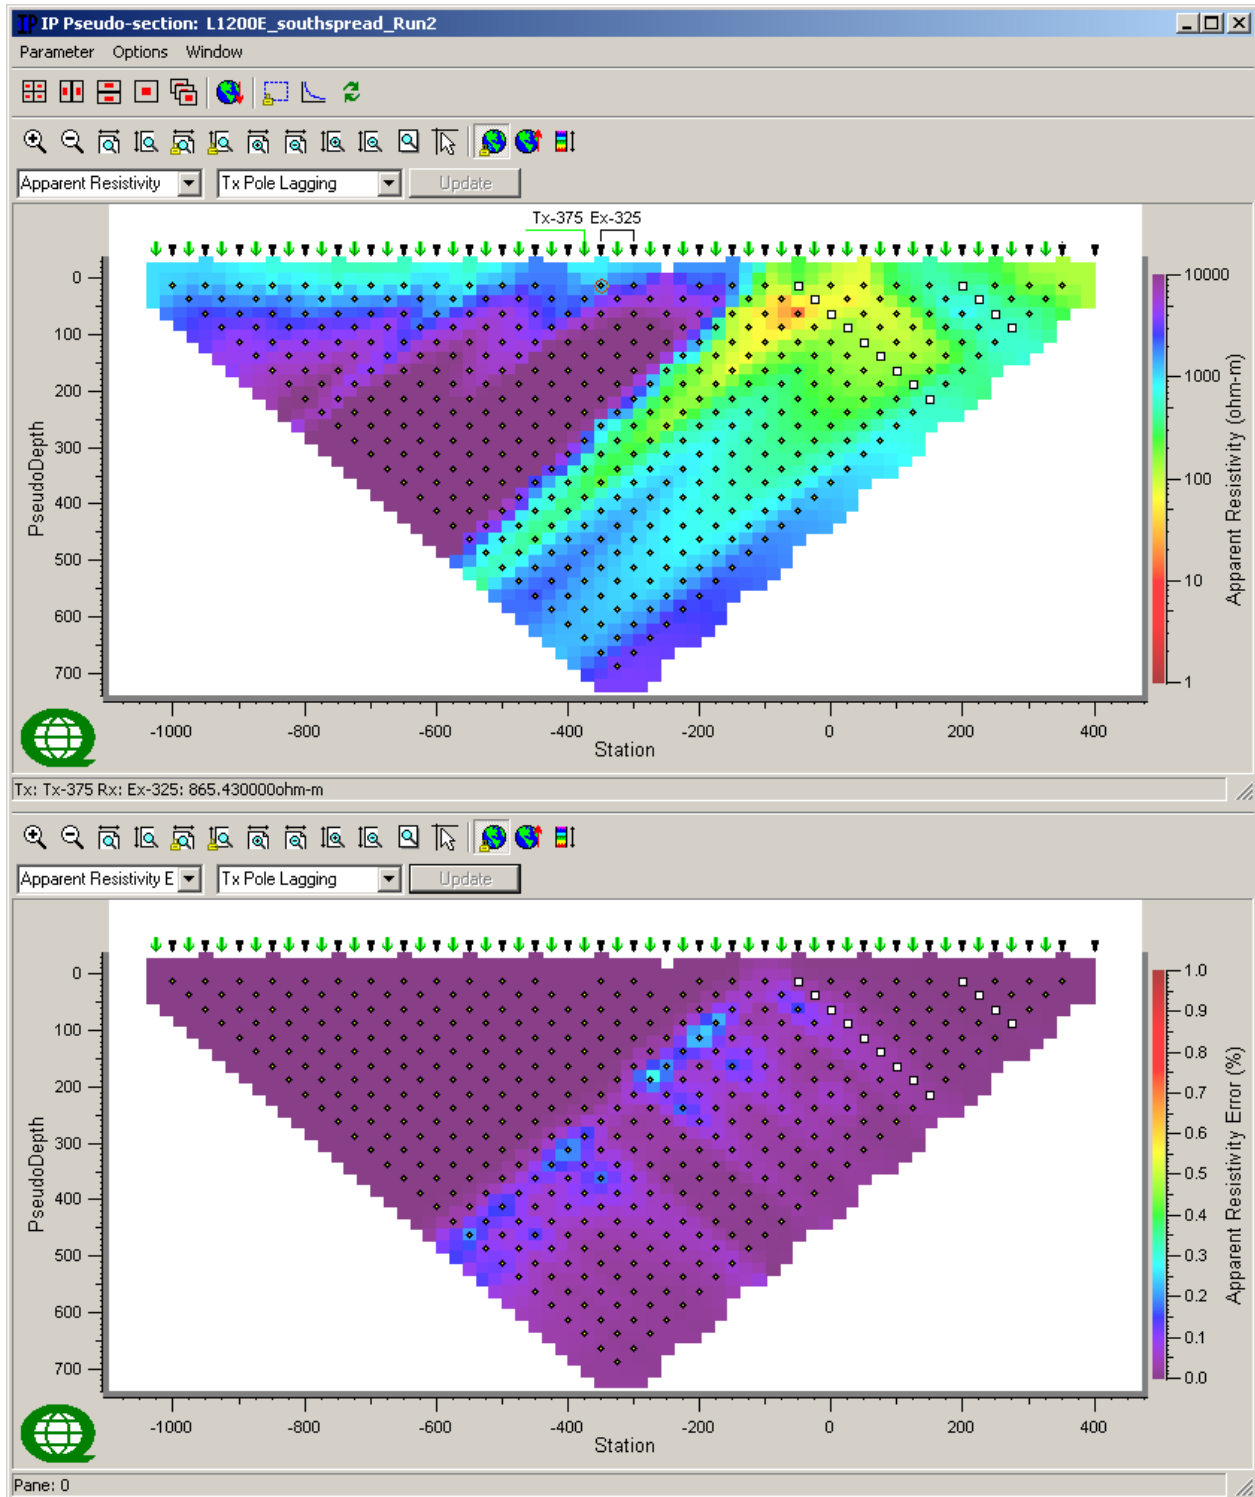 IP IP Pseudo-section: L1200E_southspread_Run2
Parameter Options Window
Apparent Resistivity Tx Pole Lagging Update
Tx-375 Ex-325
0
100
200
300
400
500
600
700
PseudoDepth
-1000 -800 -600 -400 -200 0 200 400
Station
10000
1000
100
10
1
Apparent Resistivity (ohm-m)
Tx: Tx-375 Rx: Ex-325: 865.430000ohm-m
Apparent Resistivity E Tx Pole Lagging Update
0
100
200
300
400
500
600
700
PseudoDepth
-1000 -800 -600 -400 -200 0 200 400
Station
1.0
0.9
0.8
0.7
0.6
0.5
0.4
0.3
0.2
0.1
0.0
Apparent Resistivity Error (%)
Pane: 0